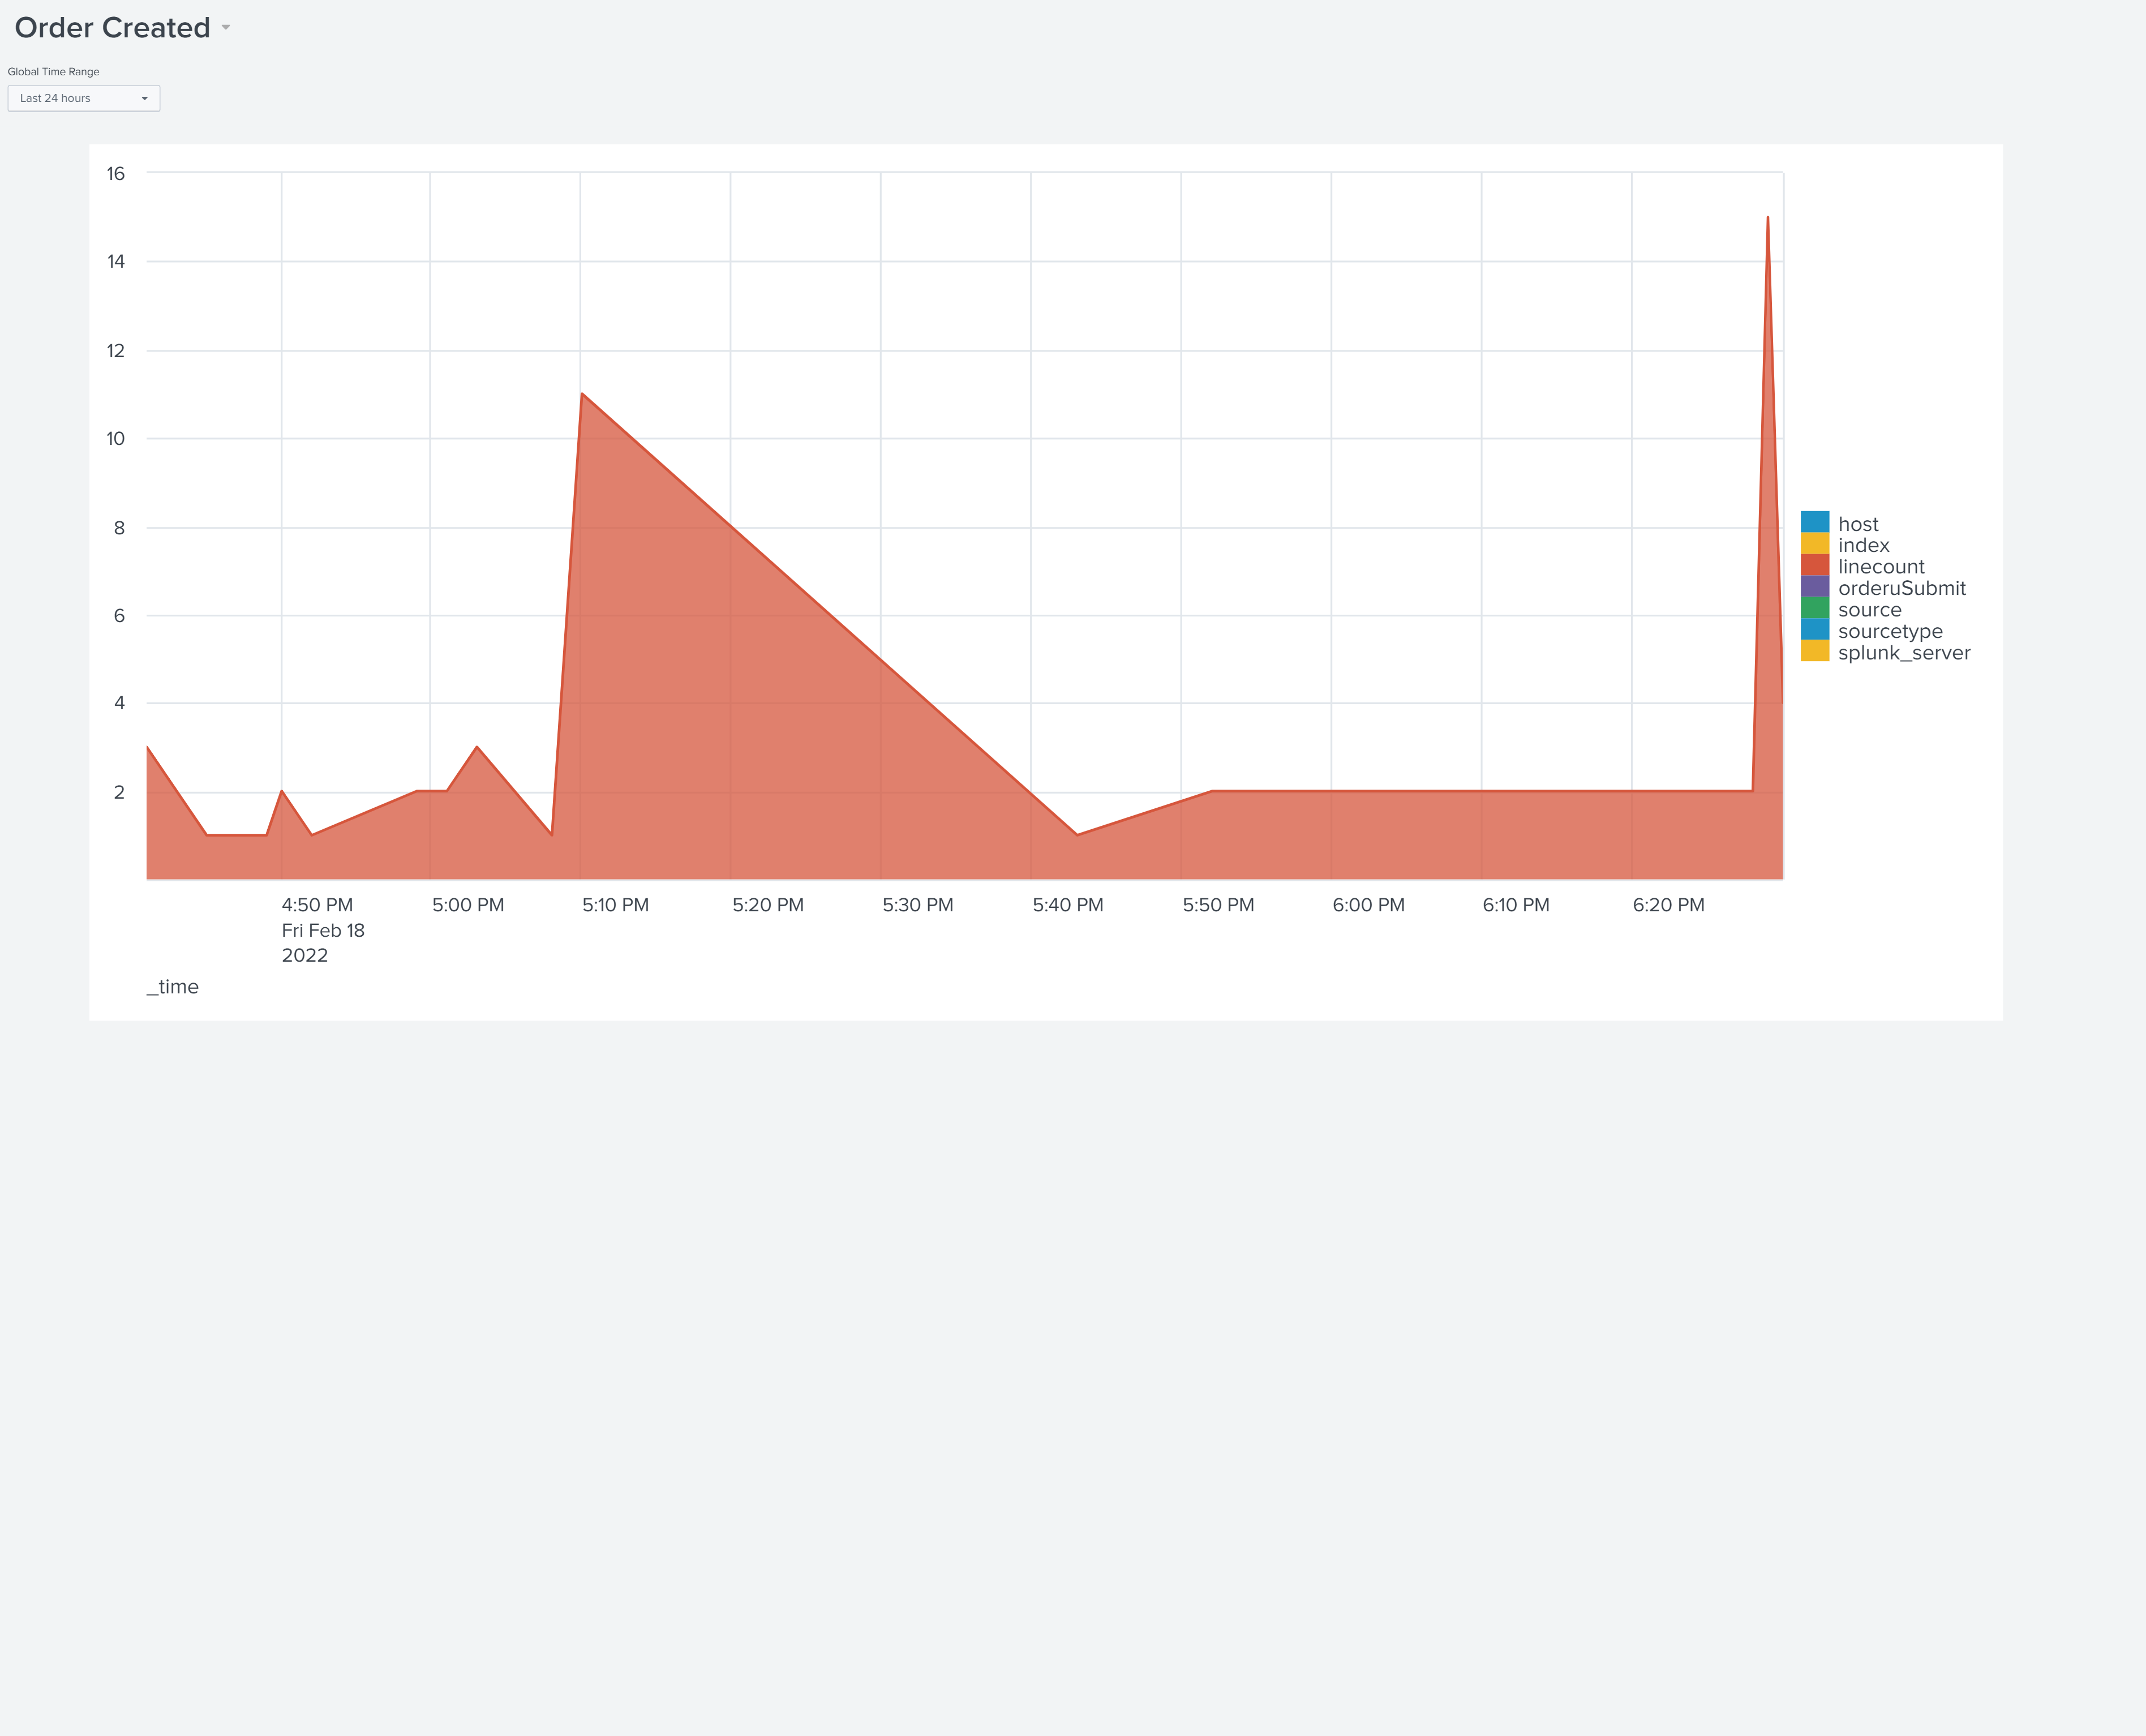 Order Created
Global Time Range
Last 24 hours
16
14
12
10
8
6
4
2
host
index
linecount
orderuSubmit
source
sourcetype
splunk_server
4:50 PM 5:00 PM 5:10 PM 5:20 PM 5:30 PM 5:40 PM 5:50 PM 6:00 PM 6:10 PM 6:20 PM
Fri Feb 18
2022
_time